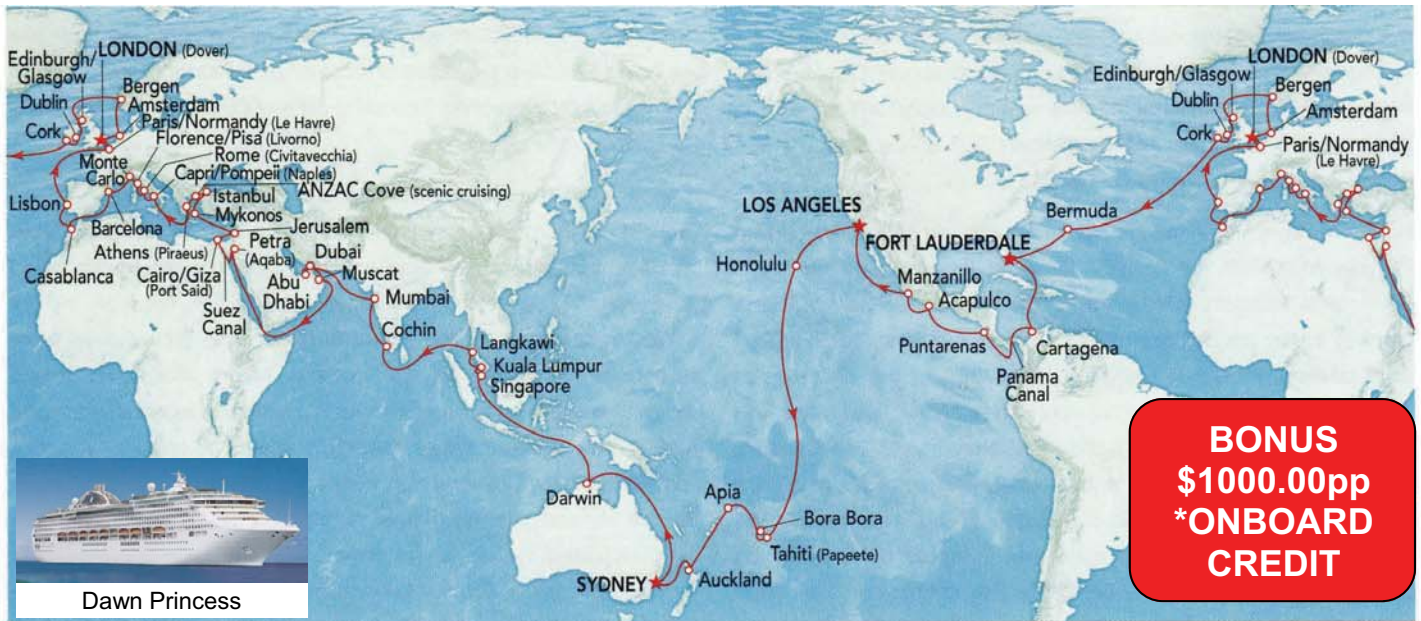 Edinburgh/
Glasgow
LONDON (Dover)
Dublin
Bergen
Amsterdam
Cork
Paris/Normandy (Le Havre)
Florence/Pisa (Livorno)
Monte
Carlo
Rome (Civitavecchia)
Capri/Pompeii (Naples)
ANZAC Cove (scenic cruising)
Lisbon
Istanbul
Mykonos
Barcelona
Jerusalem
Athens (Piraeus)
Petra
(Aqaba)
Dubai
Casablanca
Cairo/Giza
(Port Said)
Abu
Dhabi
Muscat
Suez
Canal
Mumbai
Cochin
Langkawi
Kuala Lumpur
Singapore
Darwin
SYDNEY
Auckland
Apia
Bora Bora
Tahiti (Papeete)
Honolulu
LOS ANGELES
FORT LAUDERDALE
Manzanillo
Acapulco
Puntarenas
Panama
Canal
Cartagena
Bermuda
LONDON (Dover)
Edinburgh/Glasgow
Bergen
Dublin
Amsterdam
Cork
Paris/Normandy
(Le Havre)
BONUS
$1000.00pp
*ONBOARD
CREDIT
Dawn Princess